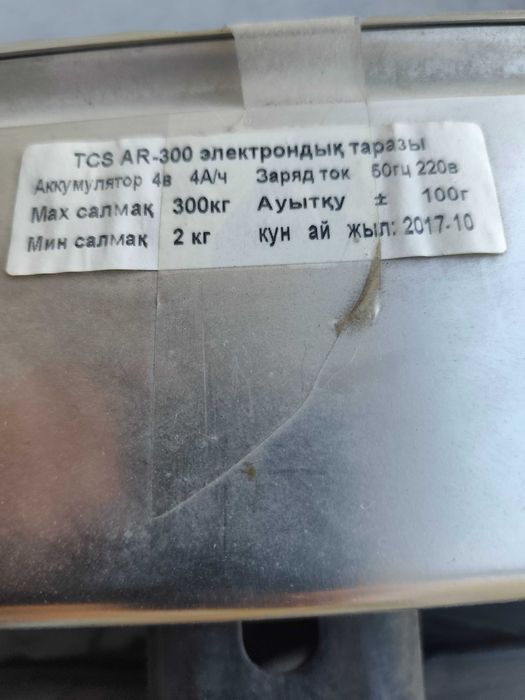 TCS AR-300 электрондық таразы
Аккумулятор 4в 4А/ч Заряд ток 50гц 220в
Мах салмақ 300кг Ауытқу ± 100г
Мин салмақ 2 кг күн ай жыл: 2017-10